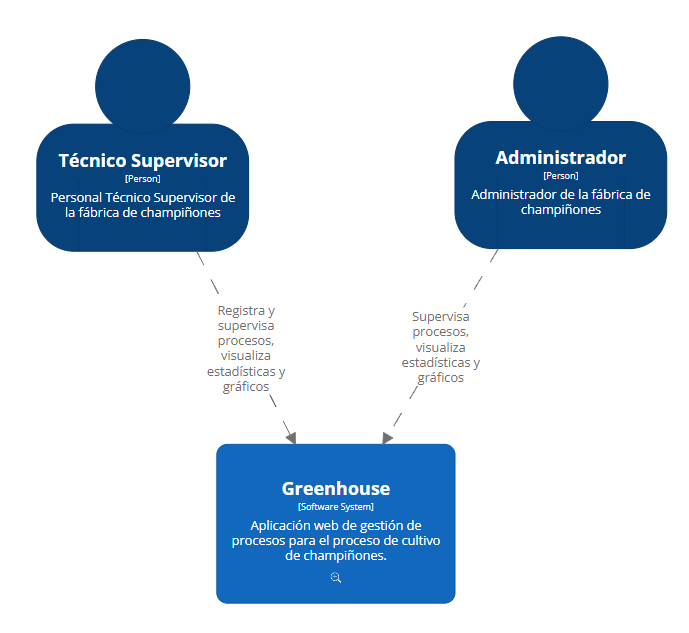 Técnico Supervisor
[Person]
Personal Técnico Supervisor de
la fábrica de champiñones
Administrador
[Person]
Administrador de la fábrica de
champiñones
Registra y
supervisa
procesos,
visualiza
estadísticas y
gráficos
Supervisa
procesos,
visualiza
estadísticas y
gráficos
Greenhouse
[Software System]
Aplicación web de gestión de
procesos para el proceso de cultivo
de champiñones.